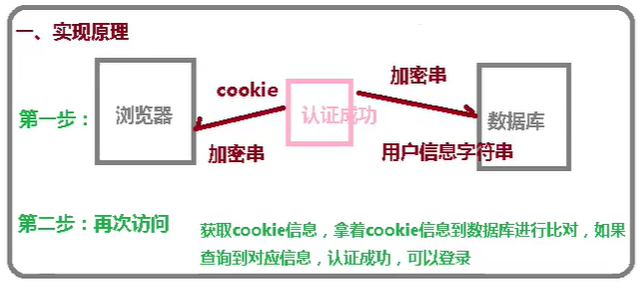 一、实现原理
cookie
加密串
第一步：
浏览器
认证成功
数据库
加密串
用户信息字符串
第二步：再次访问
获取cookie信息，拿着cookie信息到数据库进行比对，如果
查询到对应信息，认证成功，可以登录